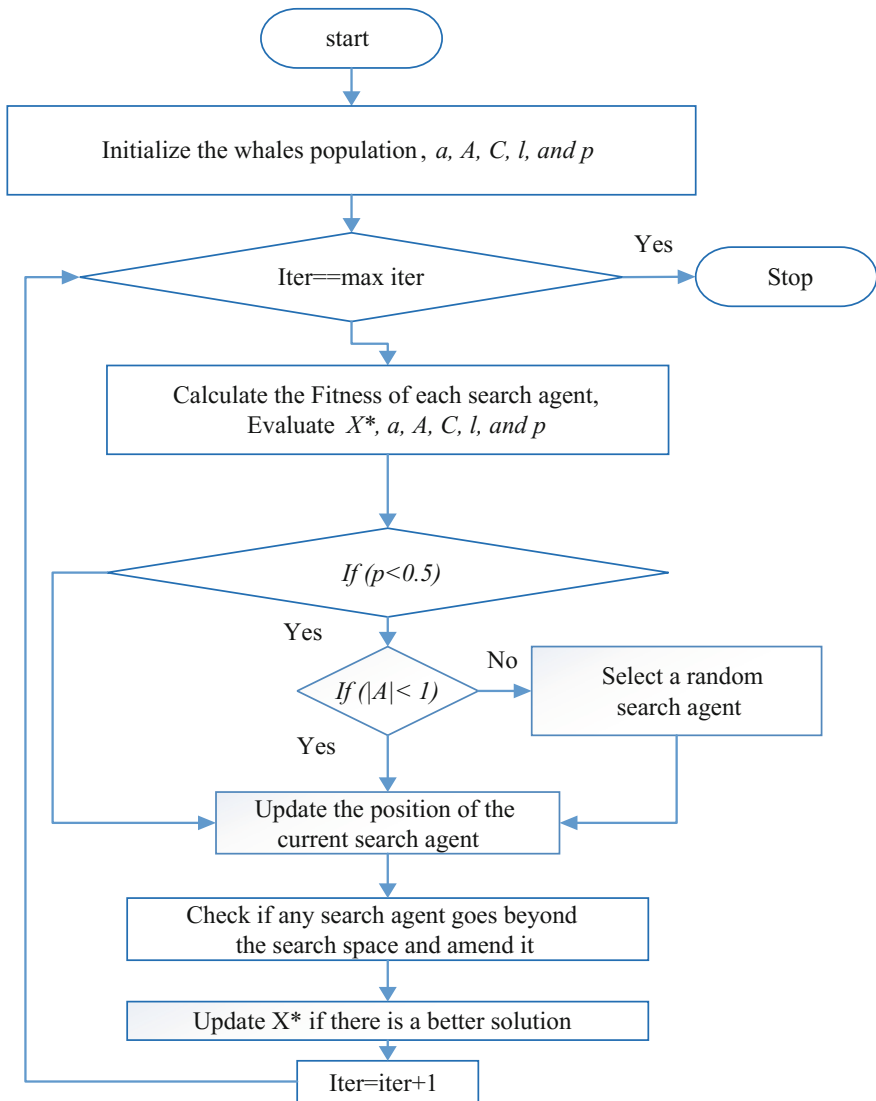 start
Initialize the whales population, a, A, C, l, and p
Yes
Iter==max iter
Stop
Calculate the Fitness of each search agent,
Evaluate X*, a, A, C, l, and p
If (p<0.5)
Yes
No
If (|A|< 1)
Select a random
search agent
Yes
Update the position of the
current search agent
Check if any search agent goes beyond
the search space and amend it
Update X* if there is a better solution
Iter=iter+1